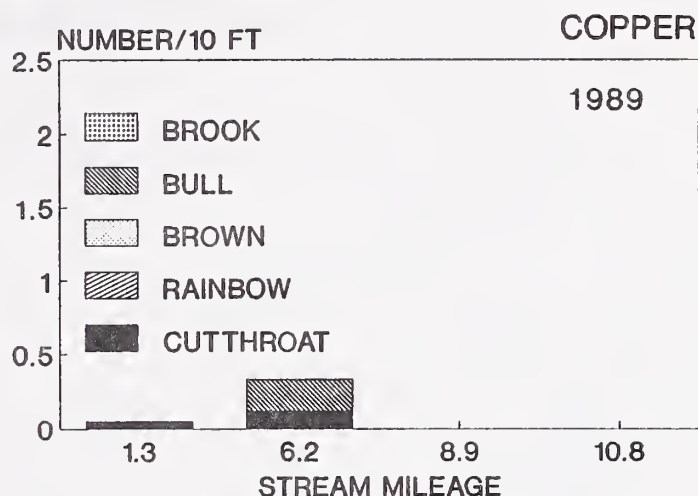 NUMBER/10 FT
COPPER
2.5
1989
2
BROOK
BULL
1.5
BROWN
1
RAINBOW
CUTTHROAT
0.5
0
1.3 6.2 8.9 10.8
STREAM MILEAGE